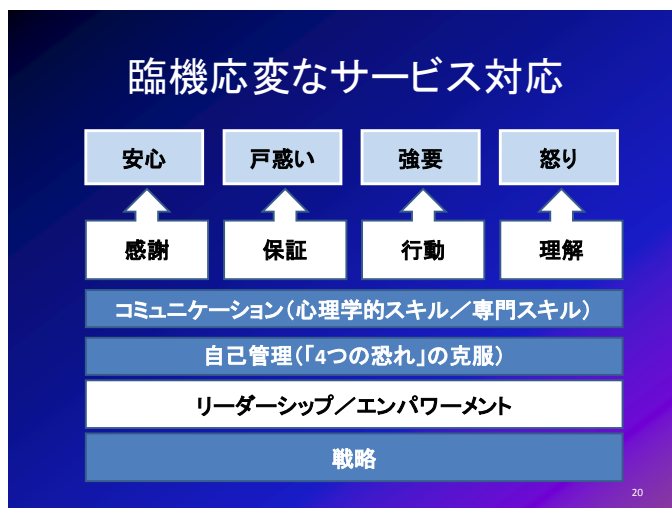 臨機応変なサービス対応
安心 戸惑い 強要 怒り
感謝 保証 行動 理解
コミュニケーション(心理学的スキル/専門スキル)
自己管理(「4つの恐れ」の克服)
リーダーシップ/エンパワーメント
戦略
20